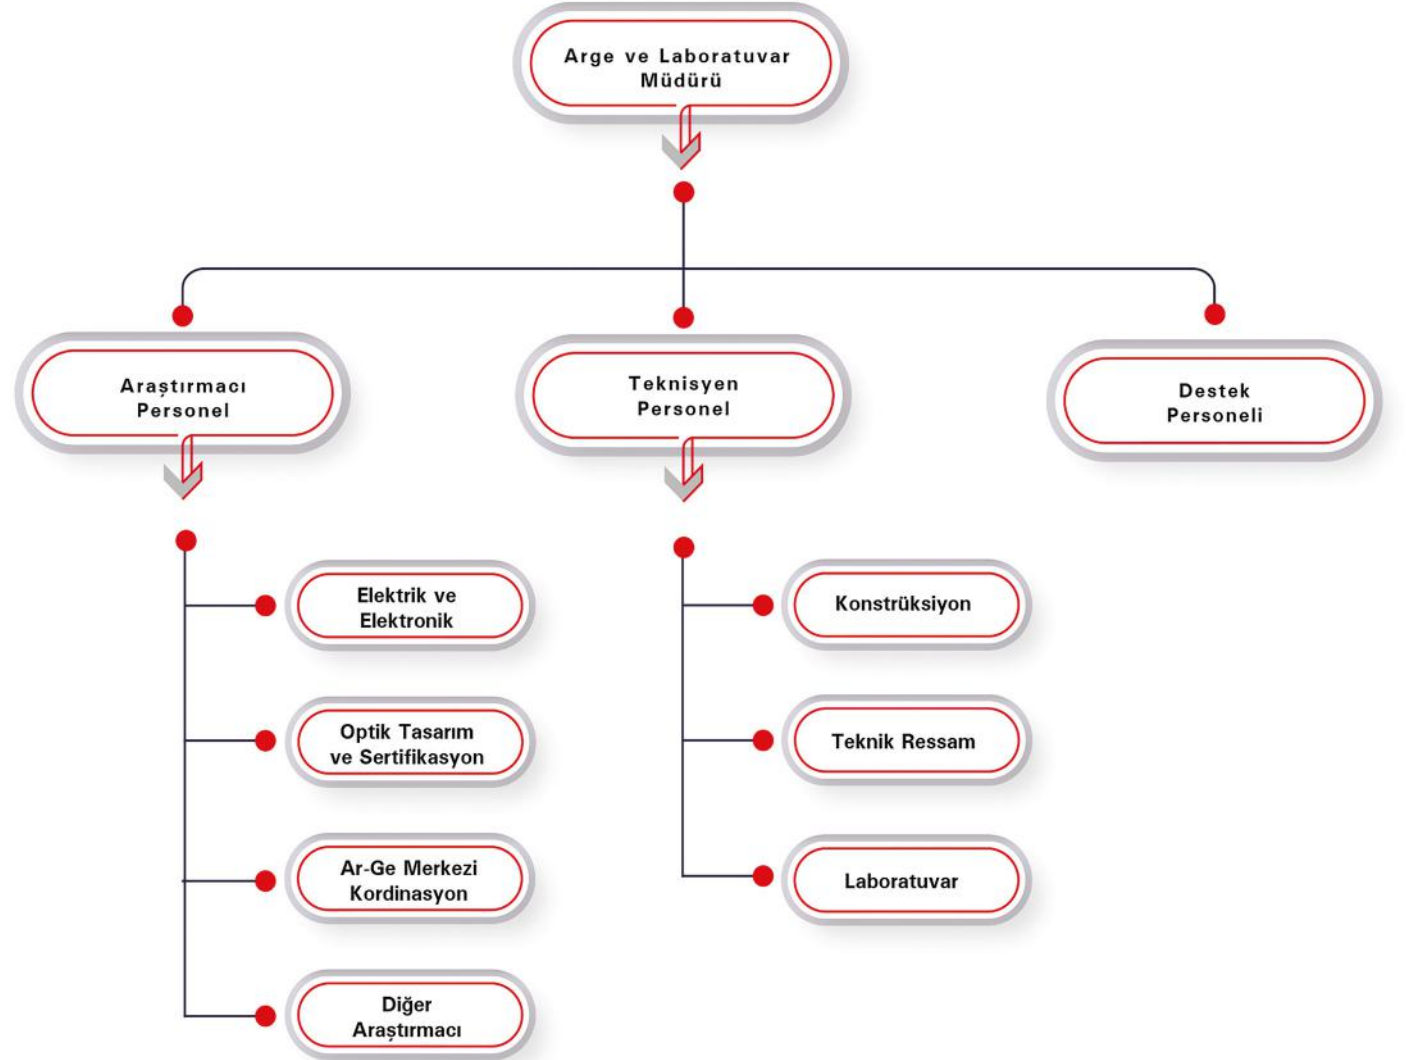 Arge ve Laboratuvar
Müdürü
Araştırmacı
Personel
Teknisyen
Personel
Destek
Personeli
Elektrik ve
Elektronik
Optik Tasarım
ve Sertifikasyon
Ar-Ge Merkezi
Kordinasyon
Diğer
Araştırmacı
Konstrüksiyon
Teknik Ressam
Laboratuvar